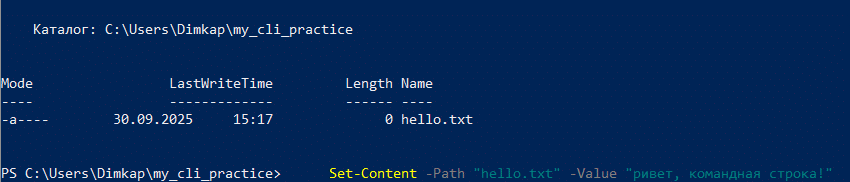 Каталог: C:\Users\Dimkap\my_cli_practice
Mode LastWriteTime Length Name
---- ------------- ------ ----
-a---- 30.09.2025 15:17 0 hello.txt
PS C:\Users\Dimkap\my_cli_practice> Set-Content -Path "hello.txt" -Value "ривет, командная строка!"